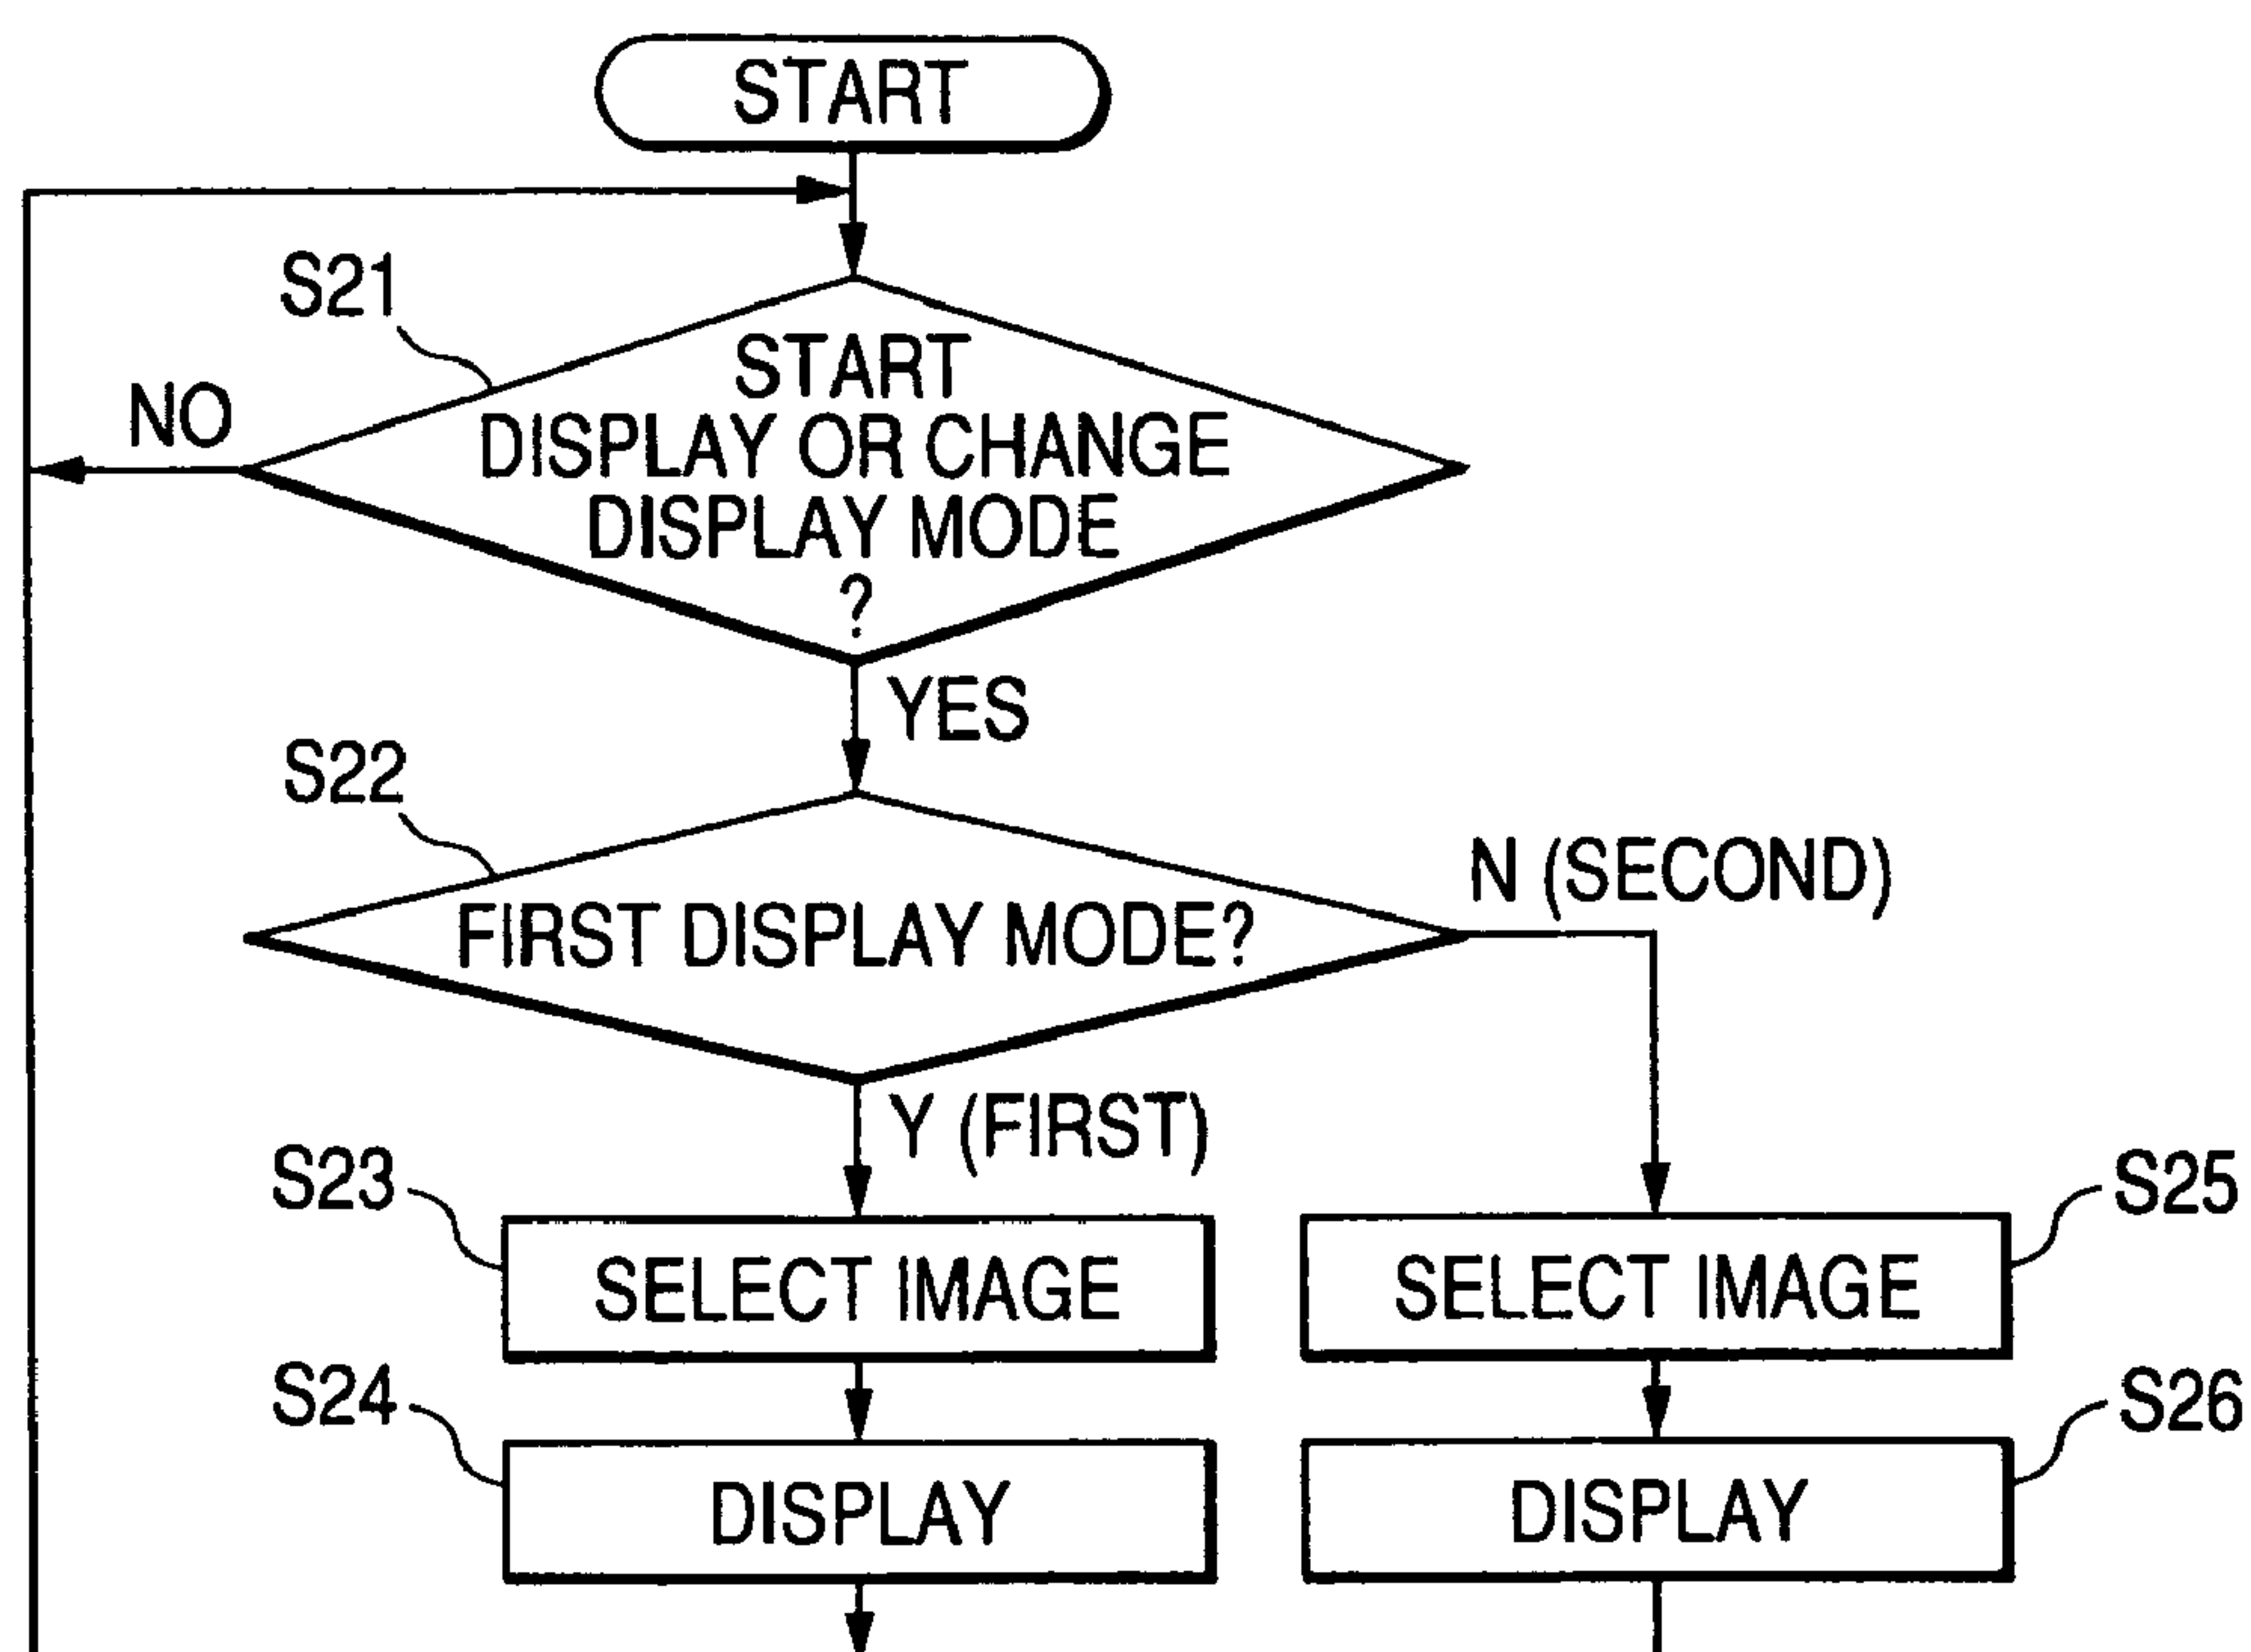 START
S21
START
DISPLAY OR CHANGE
DISPLAY MODE
?
NO
YES
S22
FIRST DISPLAY MODE?
N (SECOND)
Y (FIRST)
S23
SELECT IMAGE
S25
SELECT IMAGE
S24
DISPLAY
S26
DISPLAY